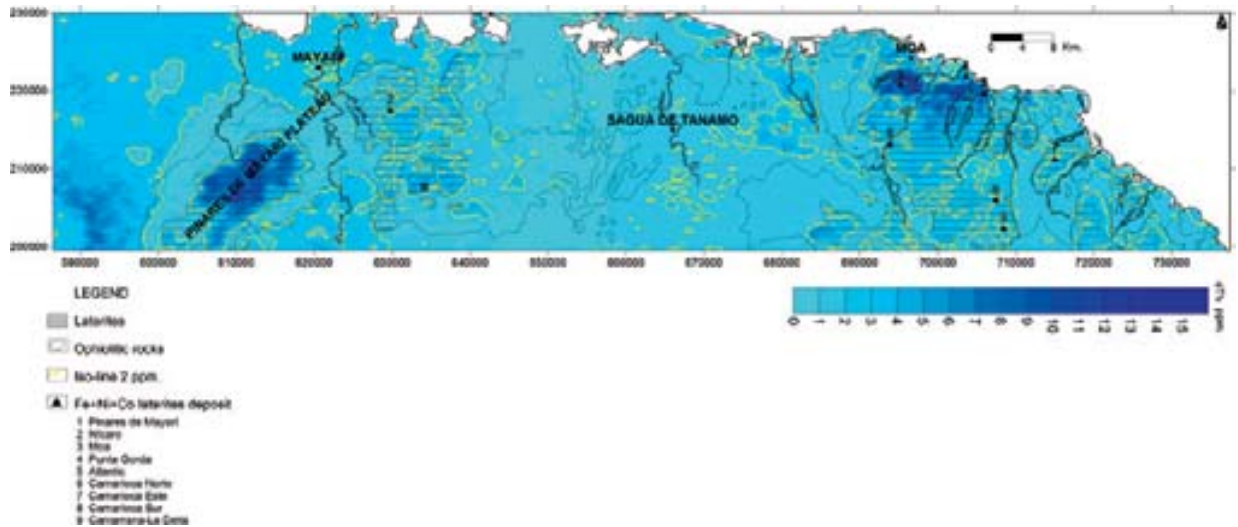 230000
MAYARI
MOA
0 4 8 Km.
220000
SAGUA DE TANAMO
PINARES DE MAYARI PLATEAU
210000
200000
590000 600000 610000 620000 630000 640000 650000 660000 670000 680000 690000 700000 710000 720000 730000
LEGEND
Laterites
Ophiolitic rocks
Iso-line 2 ppm.
Fe+Ni+Co laterites deposit
1 Pinares de Mayarí
2 Nicaro
3 Moa
4 Punta Gorda
5 Atlantic
6 Camarioca Norte
7 Camarioca Este
8 Camarioca Sur
9
0 1 2 3 4 5 6 7 8 9 10 11 12 13 14 15
eTh ppm